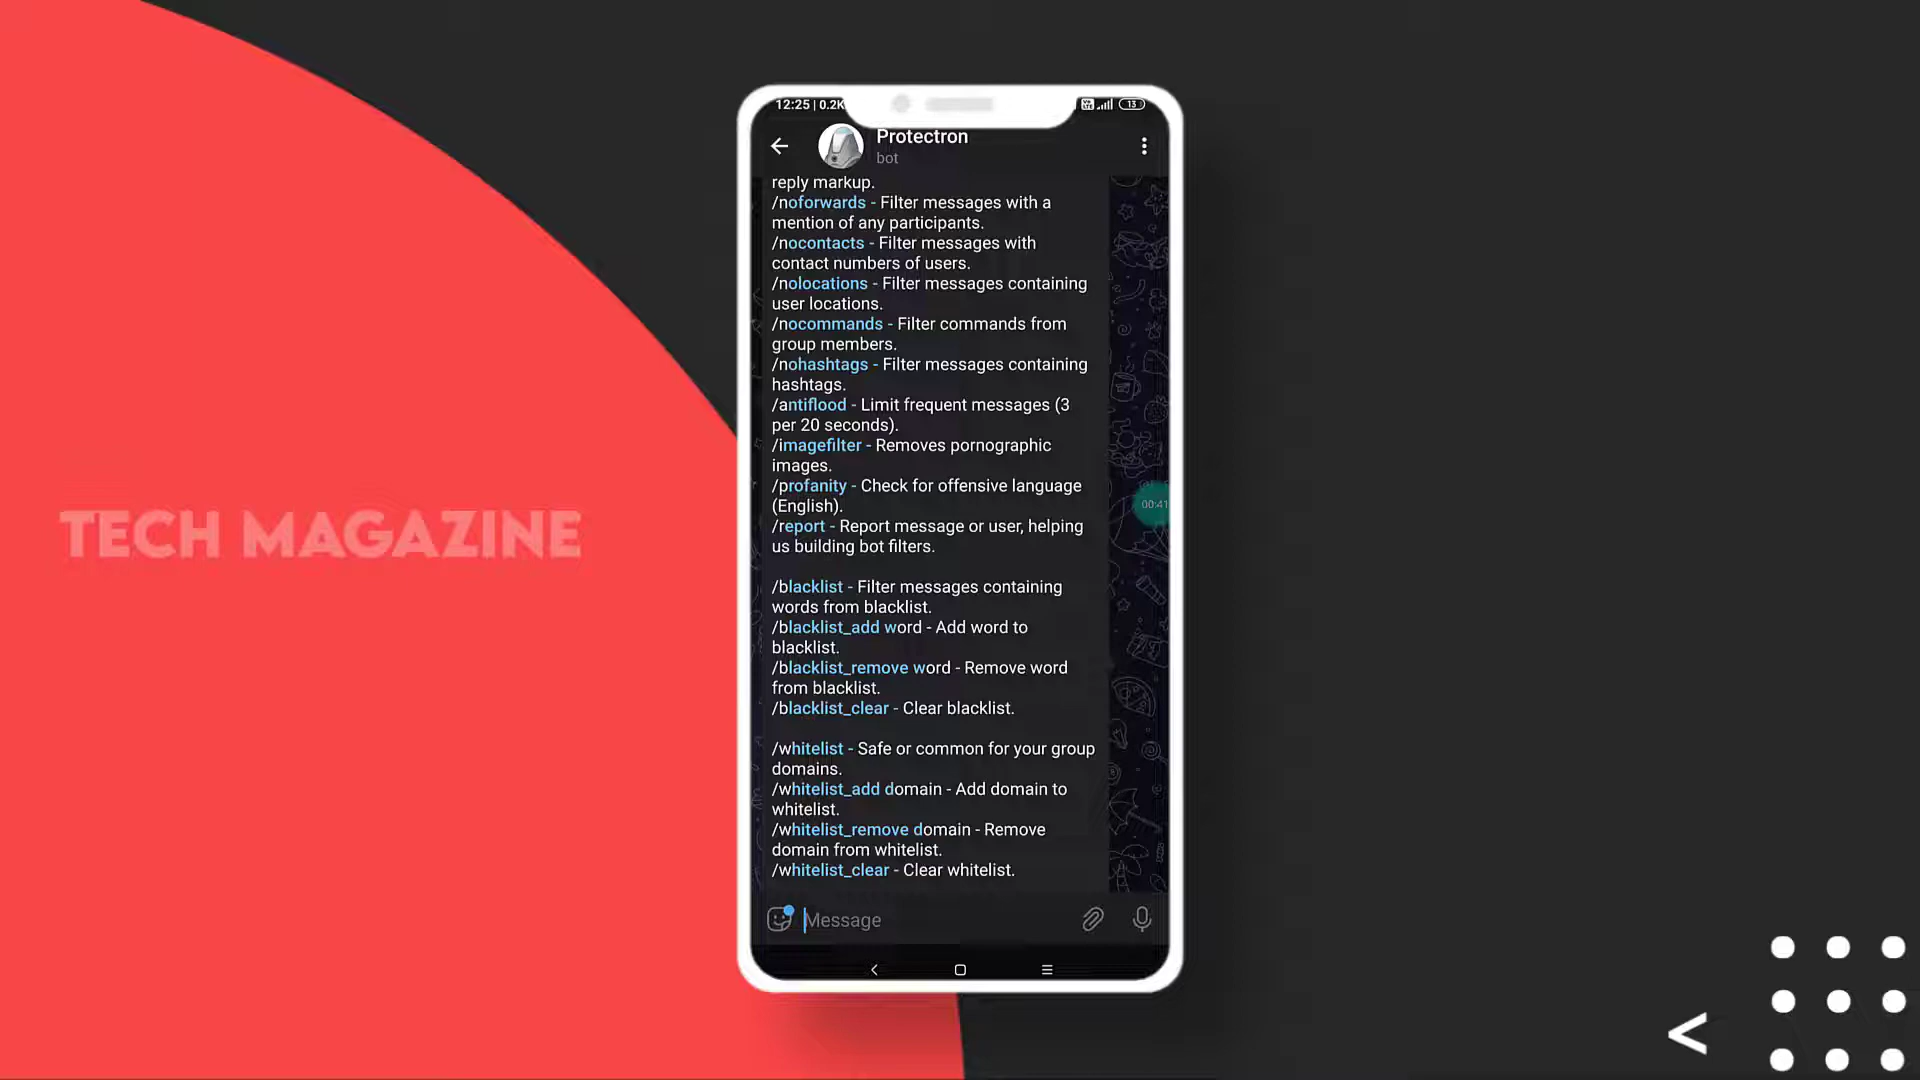 12:25 | 0.2K
13
Protectron
bot
reply markup.
/noforwards - Filter messages with a
mention of any participants.
/nocontacts - Filter messages with
contact numbers of users.
/nolocations - Filter messages containing
user locations.
/nocommands - Filter commands from
group members.
/nohashtags - Filter messages containing
hashtags.
/antiflood - Limit frequent messages (3
per 20 seconds).
/imagefilter - Removes pornographic
images.
/profanity - Check for offensive language
(English).
/report - Report message or user, helping
us building bot filters.
/blacklist - Filter messages containing
words from blacklist.
/blacklist_add word - Add word to
blacklist.
/blacklist_remove word - Remove word
from blacklist.
/blacklist_clear - Clear blacklist.
/whitelist - Safe or common for your group
domains.
/whitelist_add domain - Add domain to
whitelist.
/whitelist_remove domain - Remove
domain from whitelist.
/whitelist_clear - Clear whitelist.
Message
00:41
TECH MAGAZINE